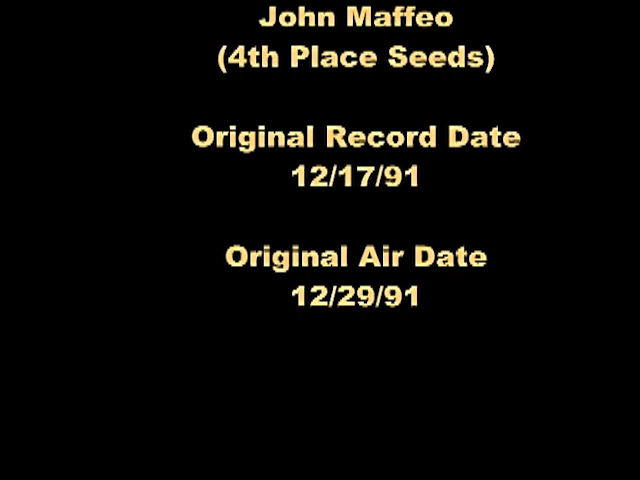 John Maffeo
(4th Place Seeds)
Original Record Date
12/17/91
Original Air Date
12/29/91